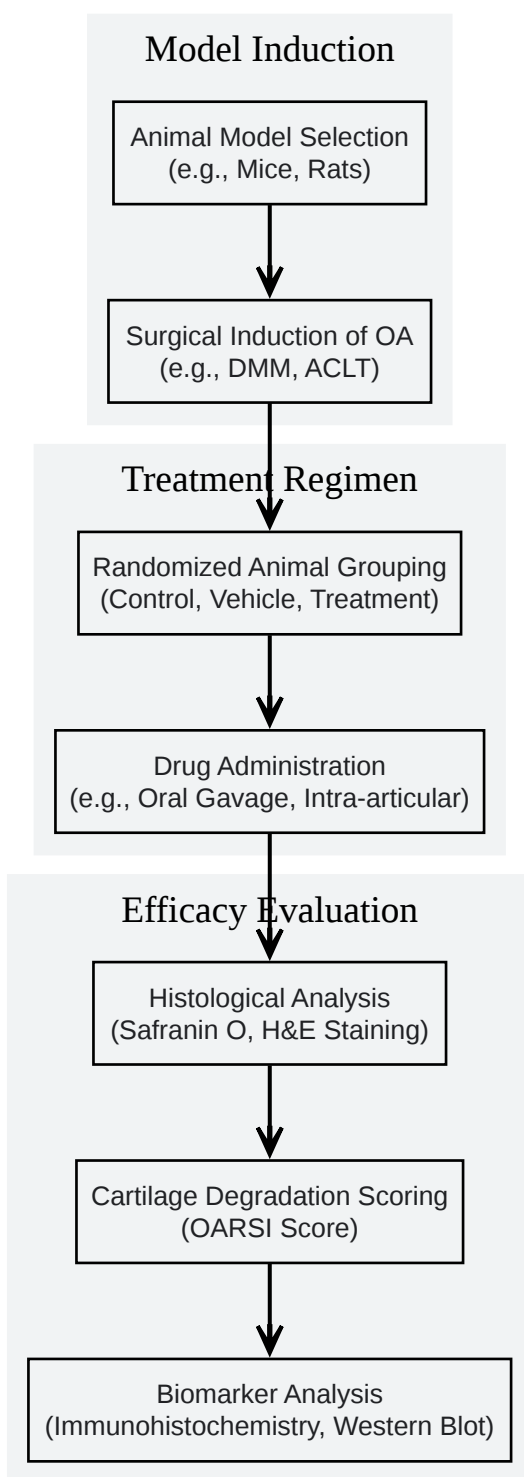 Model Induction
Animal Model Selection
(e.g., Mice, Rats)
Surgical Induction of OA
(e.g., DMM, ACLT)
Treatment Regimen
Randomized Animal Grouping
(Control, Vehicle, Treatment)
Drug Administration
(e.g., Oral Gavage, Intra-articular)
Efficacy Evaluation
Histological Analysis
(Safranin O, H&E Staining)
Cartilage Degradation Scoring
(OARSI Score)
Biomarker Analysis
(Immunohistochemistry, Western Blot)